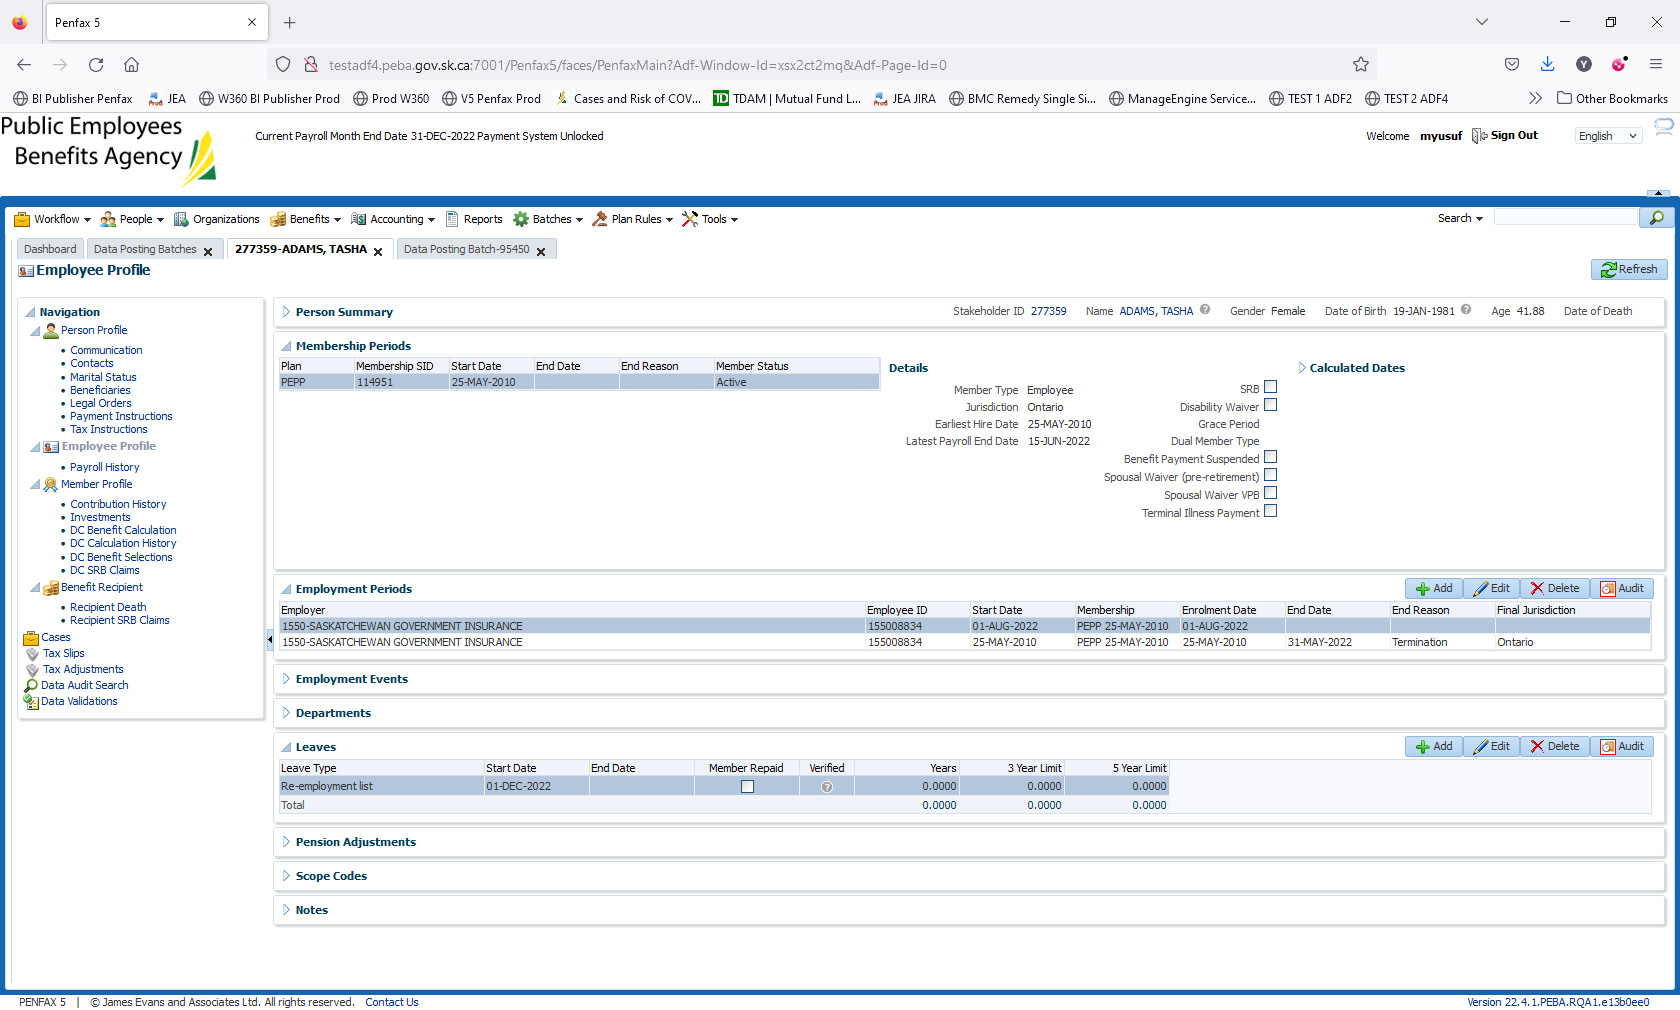 Penfax 5
testadf4.peba.gov.sk.ca:7001/Penfax5/faces/PenfaxMain?Adf-Window-Id=xsx2ct2mq&Adf-Page-Id=0
BI Publisher Penfax JEA W360 BI Publisher Prod Prod W360 V5 Penfax Prod Cases and Risk of COV... TDAM | Mutual Fund L... JEA JIRA BMC Remedy Single Si... ManageEngine Service... TEST 1 ADF2 TEST 2 ADF4 Other Bookmarks
Public Employees
Benefits Agency
Current Payroll Month End Date 31-DEC-2022 Payment System Unlocked
Welcome myusuf Sign Out English
Workflow People Organizations Benefits Accounting Reports Batches Plan Rules Tools Search
Dashboard Data Posting Batches 277359-ADAMS, TASHA Data Posting Batch-95450
Employee Profile
Refresh
Navigation
Person Profile
Communication
Contacts
Marital Status
Beneficiaries
Legal Orders
Payment Instructions
Tax Instructions
Employee Profile
Payroll History
Member Profile
Contribution History
Investments
DC Benefit Calculation
DC Calculation History
DC Benefit Selections
DC SRB Claims
Benefit Recipient
Recipient Death
Recipient SRB Claims
Cases
Tax Slips
Tax Adjustments
Data Audit Search
Data Validations
Person Summary
Stakeholder ID 277359 Name ADAMS, TASHA Gender Female Date of Birth 19-JAN-1981 Age 41.88 Date of Death
Membership Periods
Plan Membership SID Start Date End Date End Reason Member Status
PEPP 114951 25-MAY-2010 Active
Details
Member Type Employee
Jurisdiction Ontario
Earliest Hire Date 25-MAY-2010
Latest Payroll End Date 15-JUN-2022
SRB
Disability Waiver
Grace Period
Dual Member Type
Benefit Payment Suspended
Spousal Waiver (pre-retirement)
Spousal Waiver VPB
Terminal Illness Payment
Calculated Dates
Employment Periods
Add Edit Delete Audit
Employer Employee ID Start Date Membership Enrolment Date End Date End Reason Final Jurisdiction
1550-SASKATCHEWAN GOVERNMENT INSURANCE 155008834 01-AUG-2022 PEPP 25-MAY-2010 01-AUG-2022
1550-SASKATCHEWAN GOVERNMENT INSURANCE 155008834 25-MAY-2010 PEPP 25-MAY-2010 25-MAY-2010 31-MAY-2022 Termination Ontario
Employment Events
Departments
Leaves
Add Edit Delete Audit
Leave Type Start Date End Date Member Repaid Verified Years 3 Year Limit 5 Year Limit
Re-employment list 01-DEC-2022 0.0000 0.0000 0.0000
Total 0.0000 0.0000 0.0000
Pension Adjustments
Scope Codes
Notes
PENFAX 5 | © James Evans and Associates Ltd. All rights reserved. Contact Us
Version 22.4.1.PEBA.RQA1.e13b0ee0